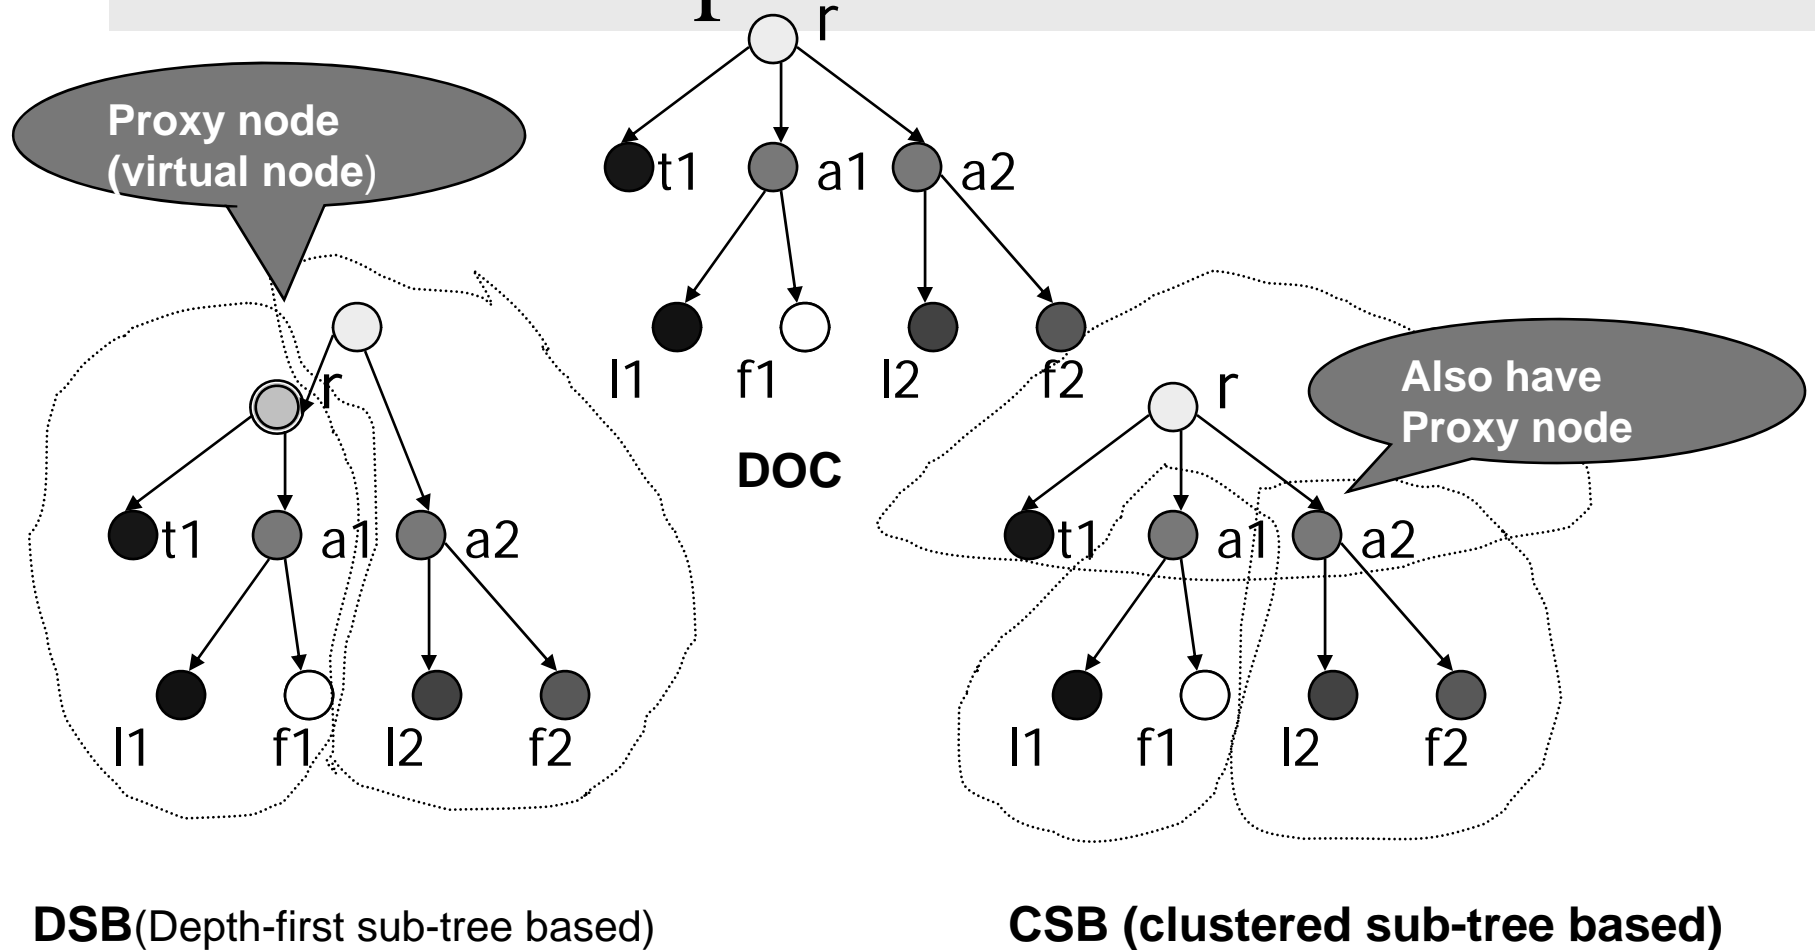 r
Proxy node
(virtual node)
t1 a1 a2
l1 f1 l2 f2
DOC
r
t1 a1 a2
l1 f1 l2 f2
r
Also have
Proxy node
t1 a1 a2
l1 f1 l2 f2
DSB(Depth-first sub-tree based)
CSB (clustered sub-tree based)